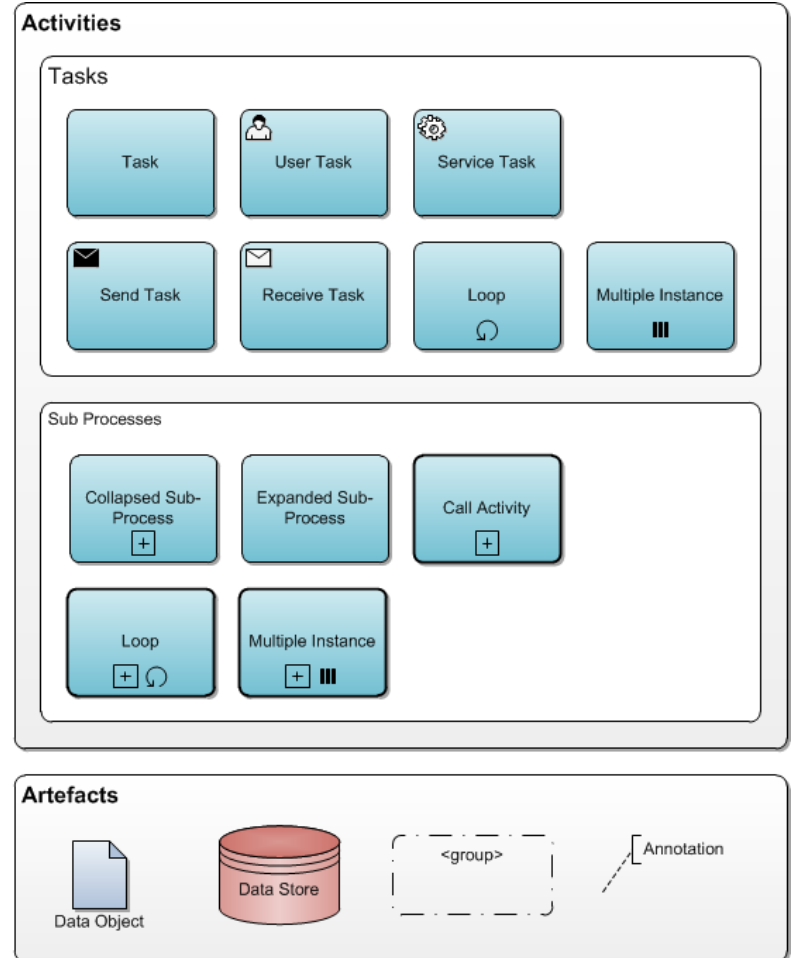 Activities
Tasks
Task
User Task
Service Task
Send Task
Receive Task
Loop
Multiple Instance
Sub Processes
Collapsed Sub-
Process
Expanded Sub-
Process
Call Activity
Loop
Multiple Instance
Artefacts
Data Object
Data Store
<group>
Annotation